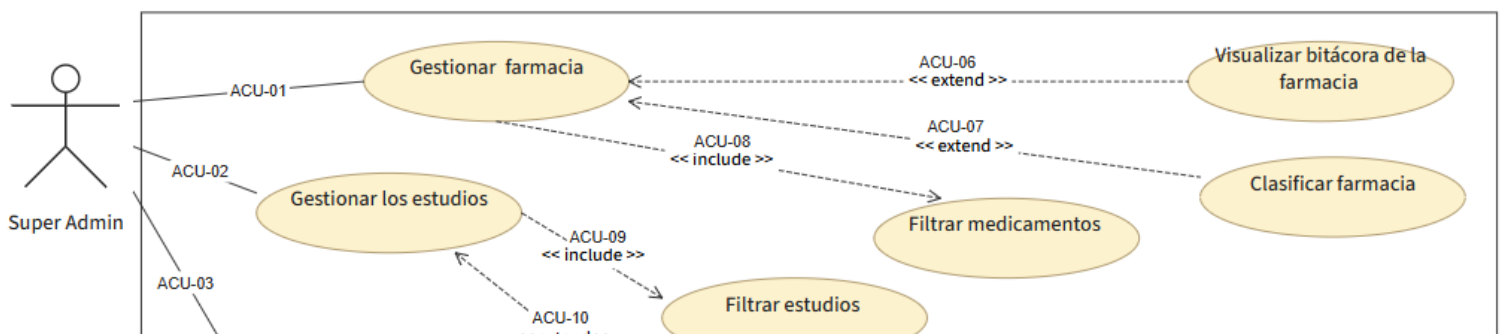 Visualizar bitácora de la
farmacia
ACU-06
<< extend >>
Gestionar farmacia
ACU-01
ACU-07
<< extend >>
ACU-08
<< include >>
Clasificar farmacia
ACU-02
Gestionar los estudios
Super Admin
Filtrar medicamentos
ACU-09
<< include >>
ACU-03
Filtrar estudios
ACU-10